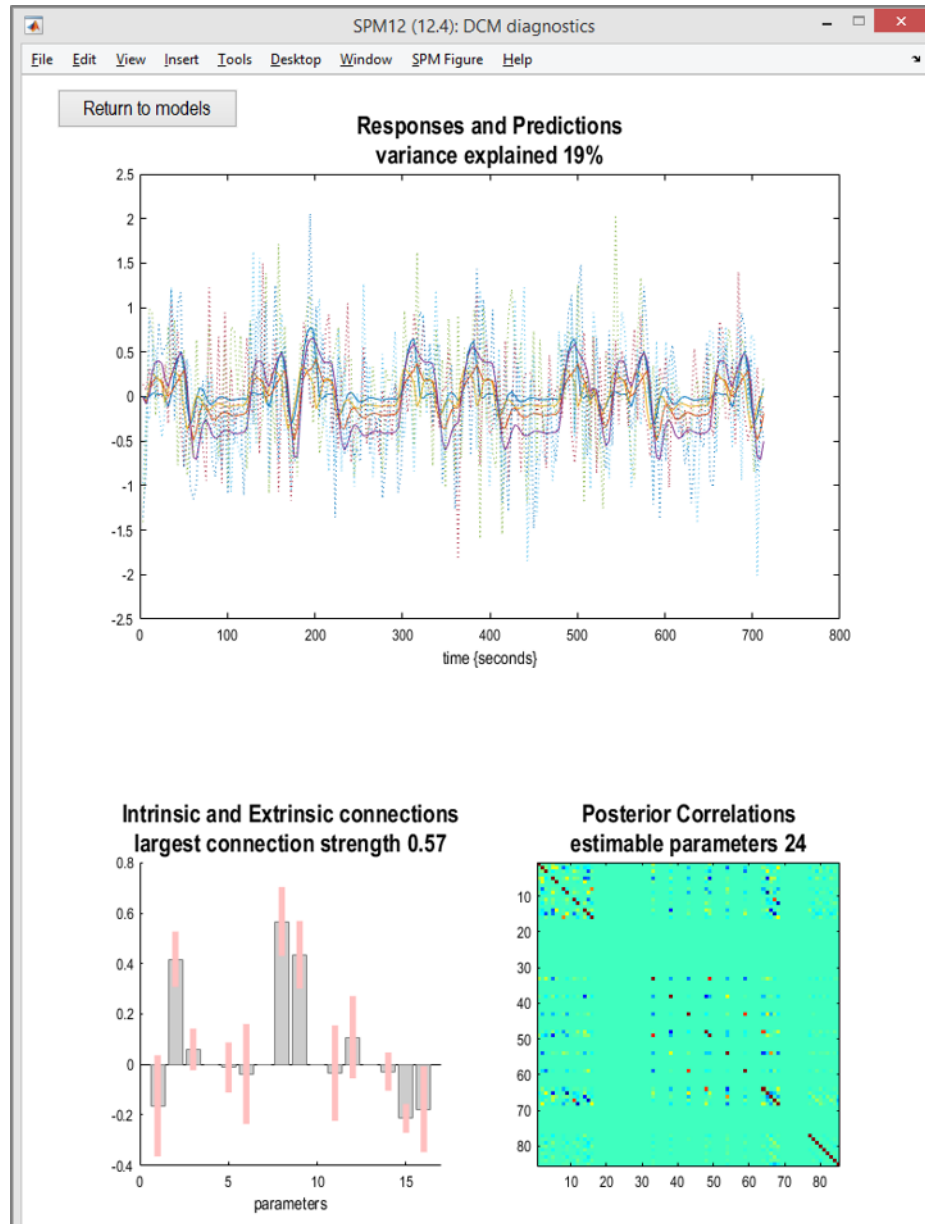 SPM12 (12.4): DCM diagnostics
File Edit View Insert Tools Desktop Window SPM Figure Help
Return to models
Responses and Predictions
variance explained 19%
2.5
2
1.5
1
0.5
0
-0.5
-1
-1.5
-2
-2.5
0 100 200 300 400 500 600 700 800
time {seconds}
Intrinsic and Extrinsic connections
largest connection strength 0.57
0.8
0.6
0.4
0.2
0
-0.2
-0.4
0 5 10 15
parameters
Posterior Correlations
estimable parameters 24
10
20
30
40
50
60
70
80
10 20 30 40 50 60 70 80